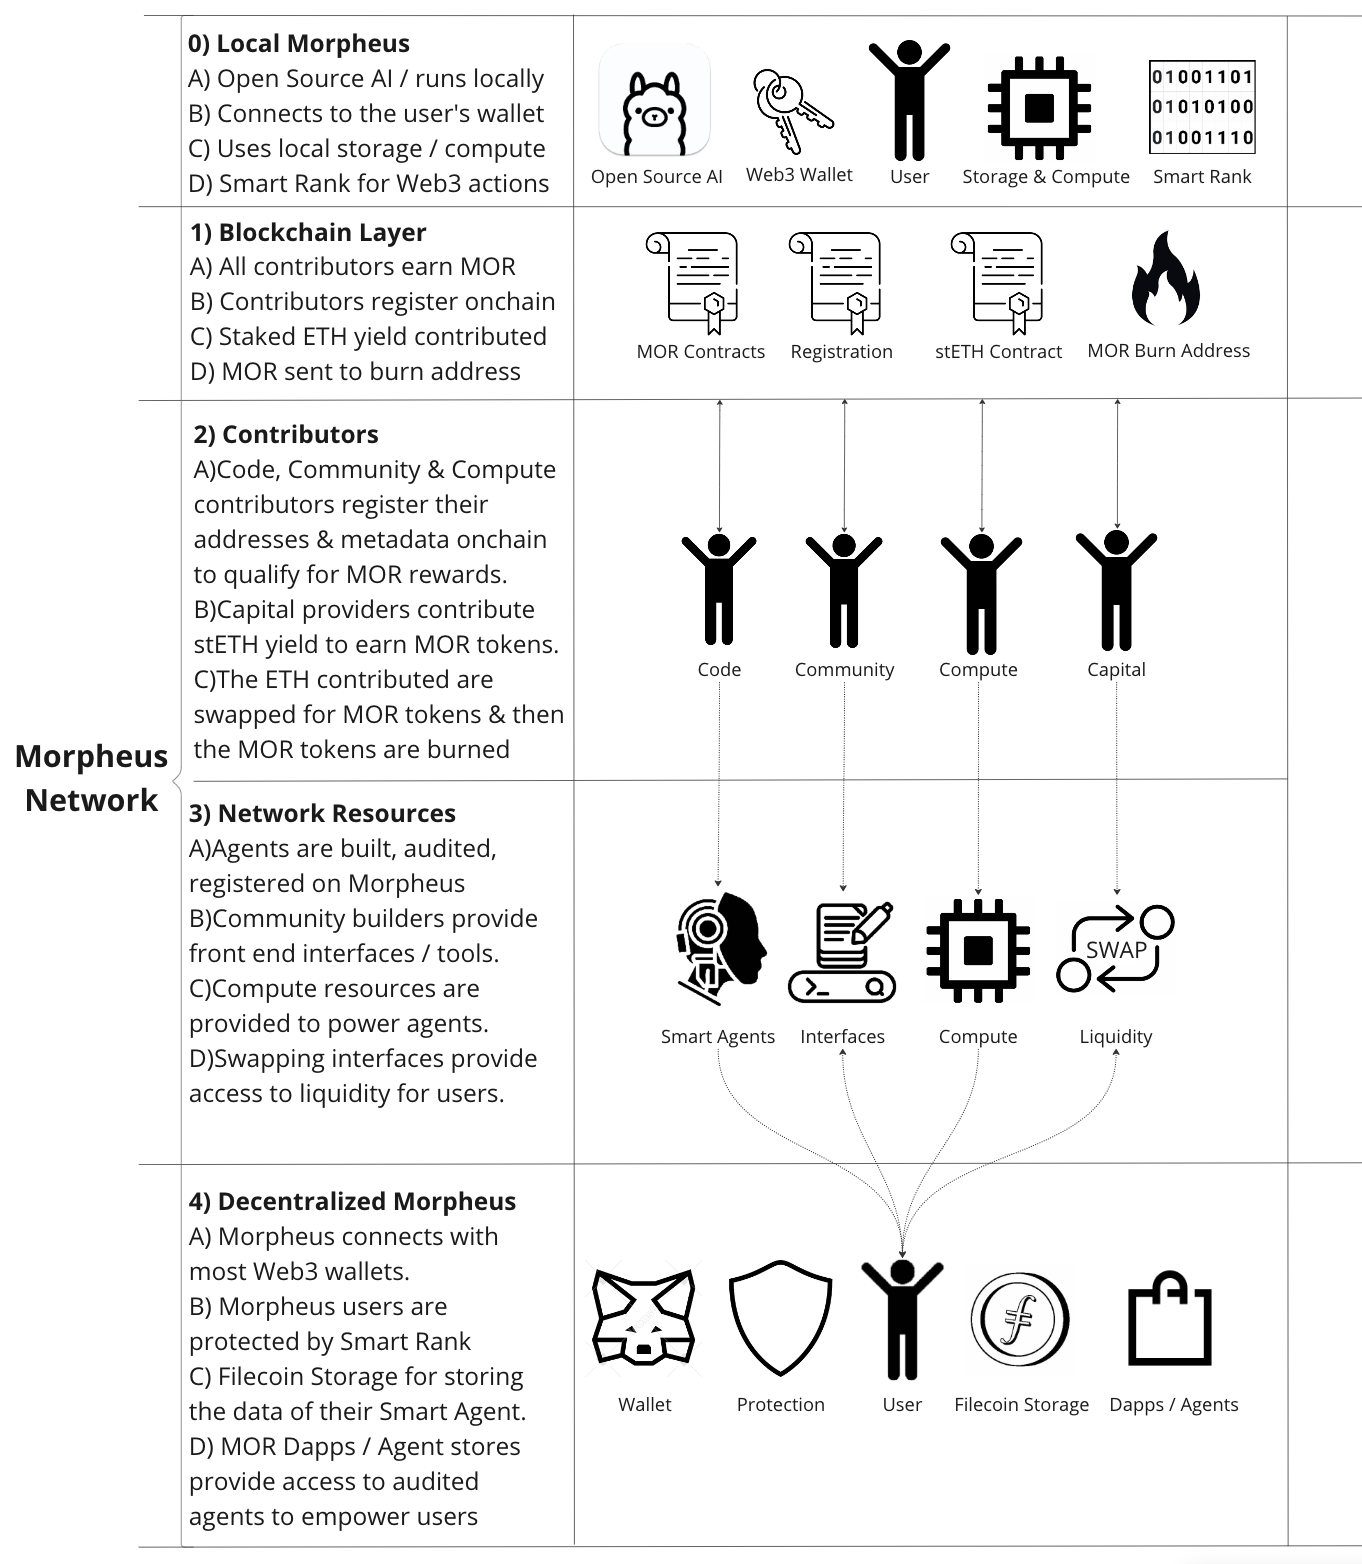 Morpheus
Network
0) Local Morpheus
A) Open Source AI / runs locally
B) Connects to the user's wallet
C) Uses local storage / compute
D) Smart Rank for Web3 actions
Open Source AI
Web3 Wallet
User
Storage & Compute
01001101
01010100
01001110
Smart Rank
1) Blockchain Layer
A) All contributors earn MOR
B) Contributors register onchain
C) Staked ETH yield contributed
D) MOR sent to burn address
MOR Contracts
Registration
stETH Contract
MOR Burn Address
2) Contributors
A)Code, Community & Compute
contributors register their
addresses & metadata onchain
to qualify for MOR rewards.
B)Capital providers contribute
stETH yield to earn MOR tokens.
C)The ETH contributed are
swapped for MOR tokens & then
the MOR tokens are burned
Code
Community
Compute
Capital
3) Network Resources
A)Agents are built, audited,
registered on Morpheus
B)Community builders provide
front end interfaces / tools.
C)Compute resources are
provided to power agents.
D)Swapping interfaces provide
access to liquidity for users.
SWAP
Smart Agents
Interfaces
Compute
Liquidity
4) Decentralized Morpheus
A) Morpheus connects with
most Web3 wallets.
B) Morpheus users are
protected by Smart Rank
C) Filecoin Storage for storing
the data of their Smart Agent.
D) MOR Dapps / Agent stores
provide access to audited
agents to empower users
Wallet
Protection
User
Filecoin Storage
Dapps / Agents